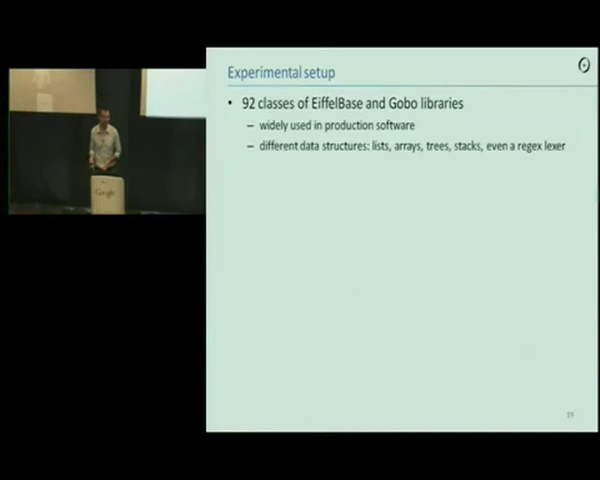 Experimental setup
• 92 classes of EiffelBase and Gobo libraries
– widely used in production software
– different data structures: lists, arrays, trees, stacks, even a regex lexer
Google